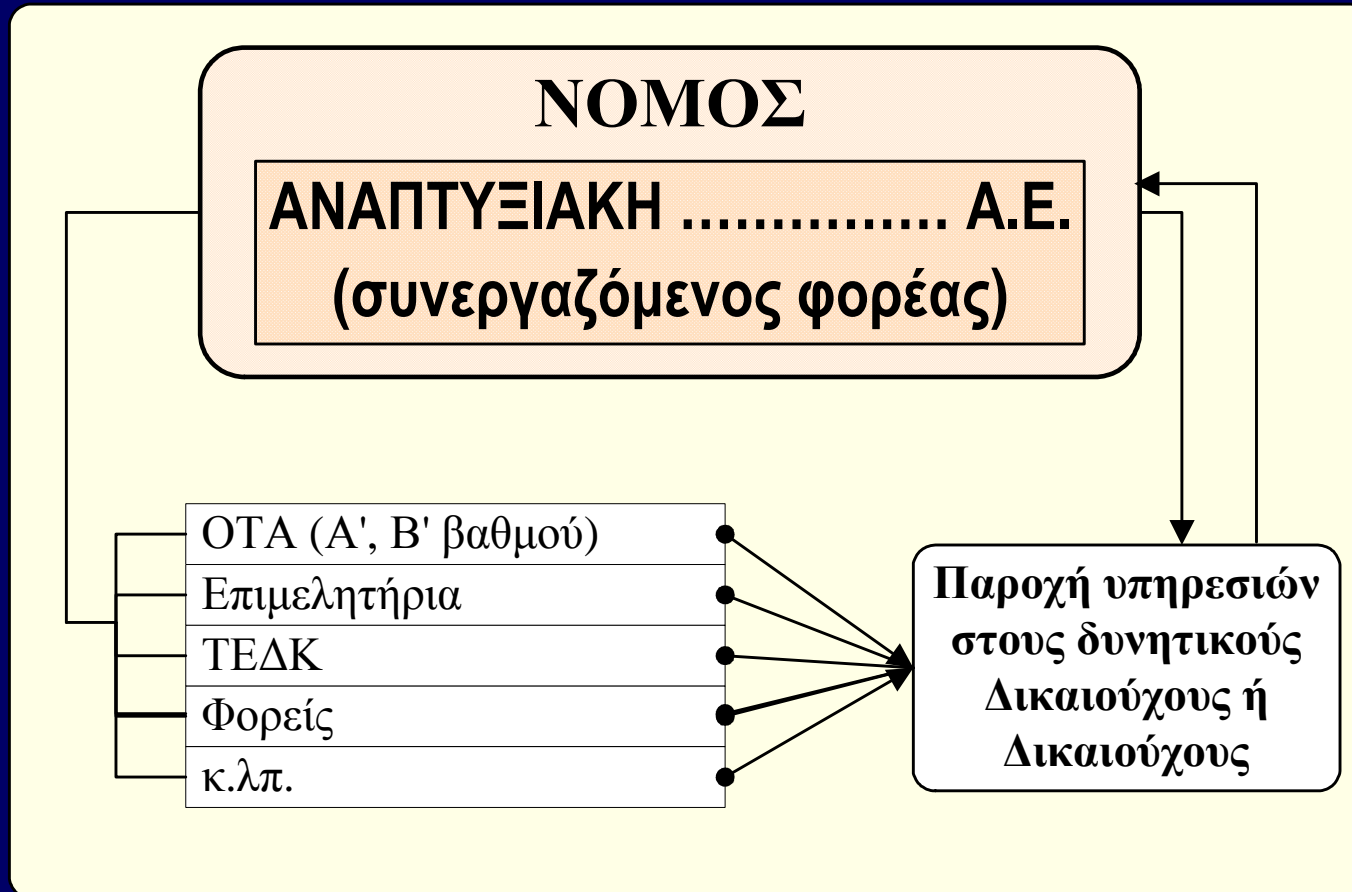 ΝΟΜΟΣ
ΑΝΑΠΤΥΞΙΑΚΗ ............... Α.Ε.
(συνεργαζόμενος φορέας)
ΟΤΑ (Α', Β' βαθμού)
Επιμελητήρια
ΤΕΔΚ
Φορείς
κ.λπ.
Παροχή υπηρεσιών
στους δυνητικούς
Δικαιούχους ή
Δικαιούχους